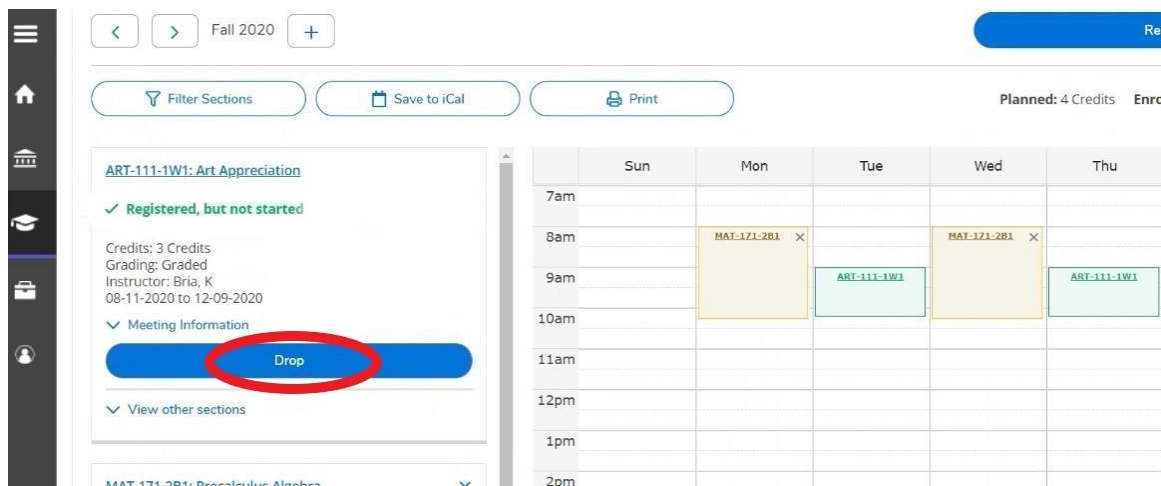 Fall 2020
Re
Filter Sections
Save to iCal
Print
Planned: 4 Credits Enro
ART-111-1W1: Art Appreciation
Registered, but not started
Credits: 3 Credits
Grading: Graded
Instructor: Bria, K
08-11-2020 to 12-09-2020
Meeting Information
Drop
View other sections
MAT-171-2B1: Precalculus Algebra
Sun Mon Tue Wed Thu
7am
8am MAT-171-2B1 MAT-171-2B1
9am ART-111-1W1 ART-111-1W1
10am
11am
12pm
1pm
2pm